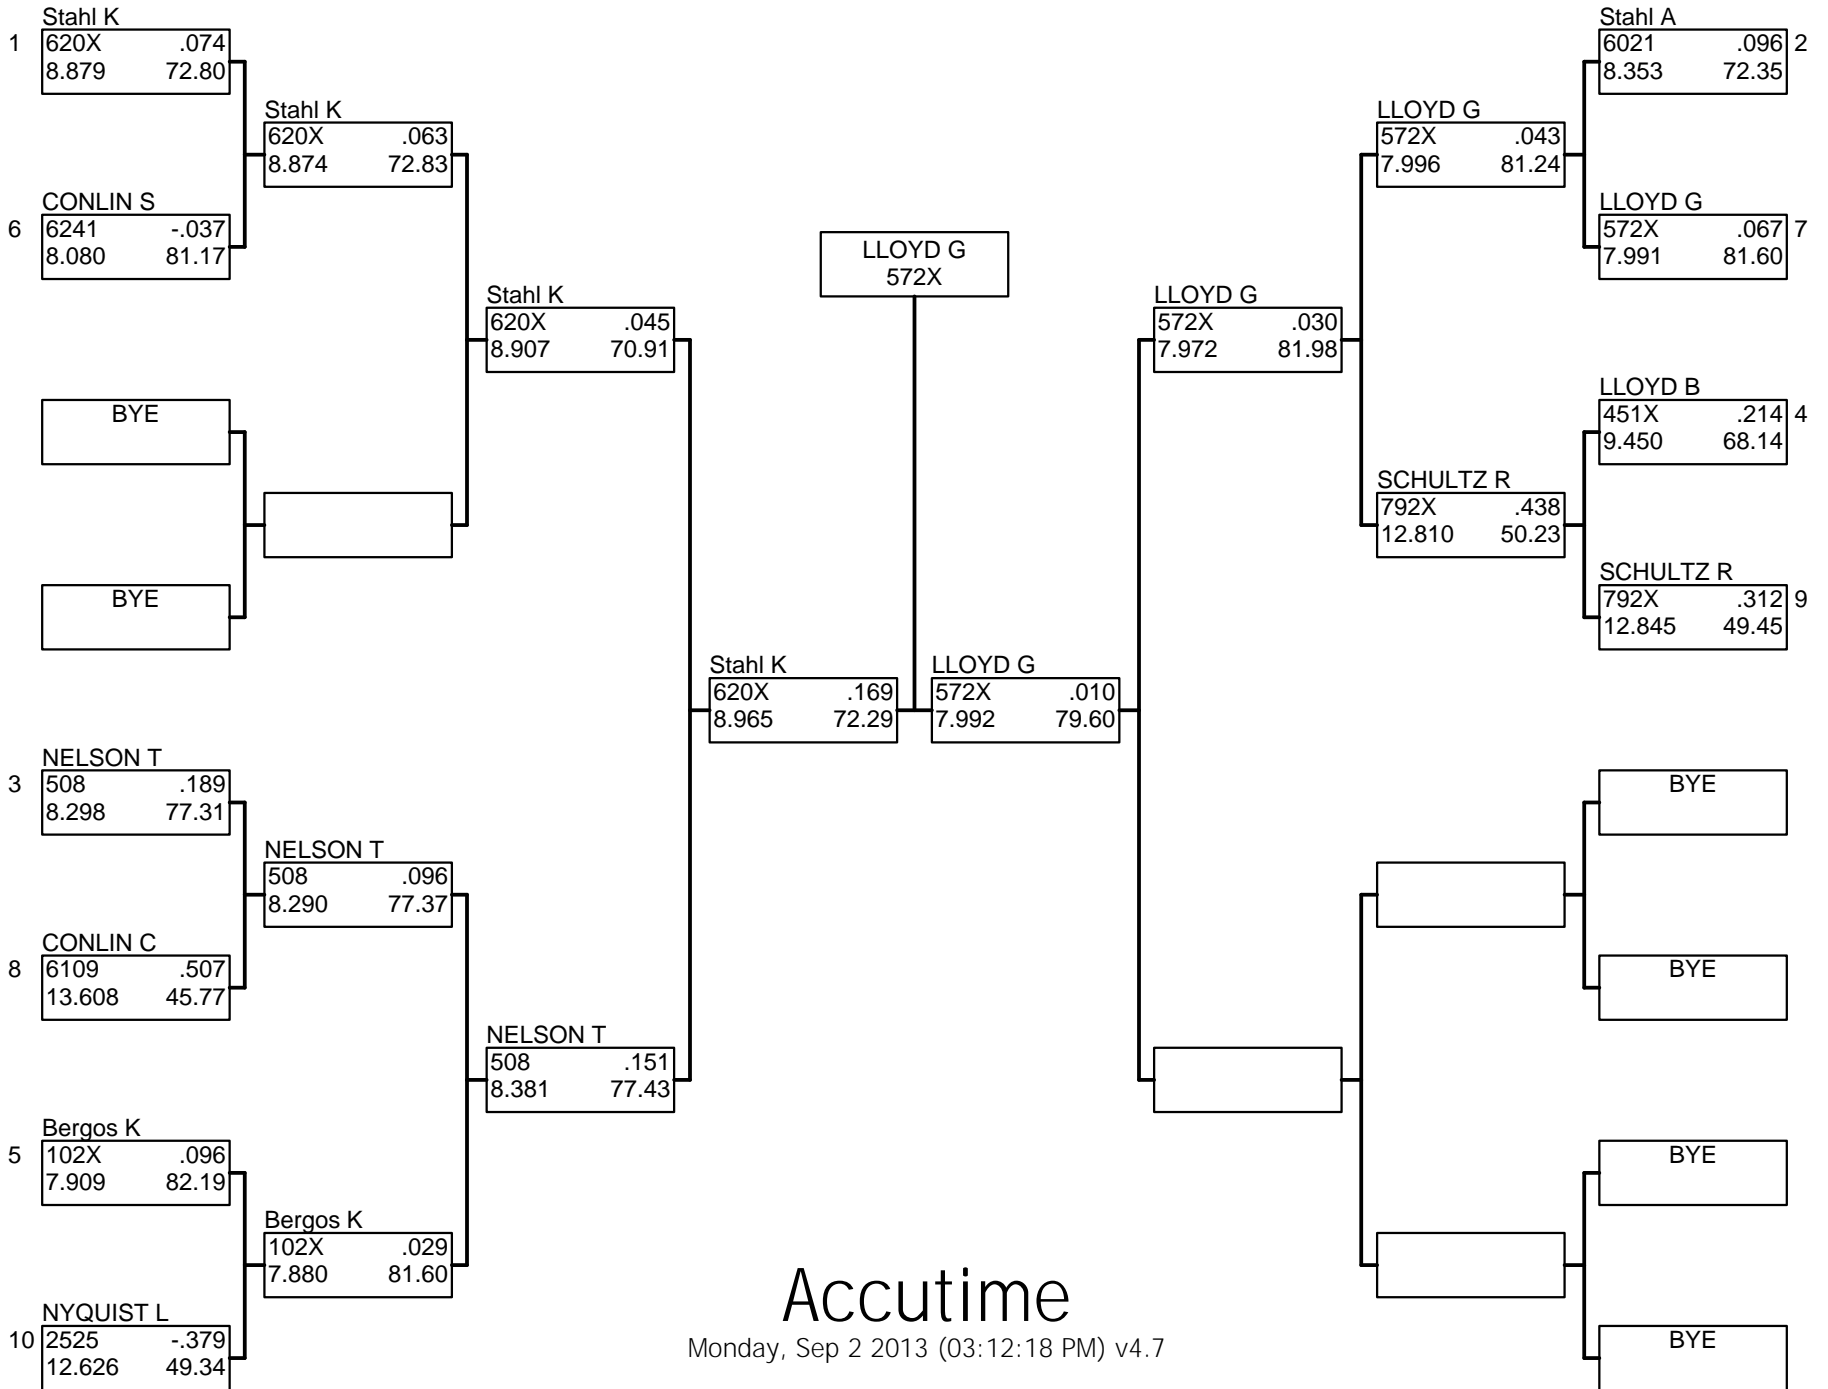 Stahl K
1 620X .074
8.879 72.80
CONLIN S
6 6241 -.037
8.080 81.17
BYE
BYE
NELSON T
3 508 .189
8.298 77.31
CONLIN C
8 6109 .507
13.608 45.77
Bergos K
5 102X .096
7.909 82.19
NYQUIST L
10 2525 -.379
12.626 49.34
Stahl K
620X .063
8.874 72.83
NELSON T
508 .096
8.290 77.37
Bergos K
102X .029
7.880 81.60
Stahl K
620X .045
8.907 70.91
NELSON T
508 .151
8.381 77.43
Stahl K
620X .169
8.965 72.29
LLOYD G
572X
LLOYD G
572X .010
7.992 79.60
LLOYD G
572X .030
7.972 81.98
LLOYD G
572X .043
7.996 81.24
SCHULTZ R
792X .438
12.810 50.23
Stahl A
6021 .096 2
8.353 72.35
LLOYD G
572X .067 7
7.991 81.60
LLOYD B
451X .214 4
9.450 68.14
SCHULTZ R
792X .312 9
12.845 49.45
BYE
BYE
BYE
BYE
Accutime
Monday, Sep 2 2013 (03:12:18 PM) v4.7